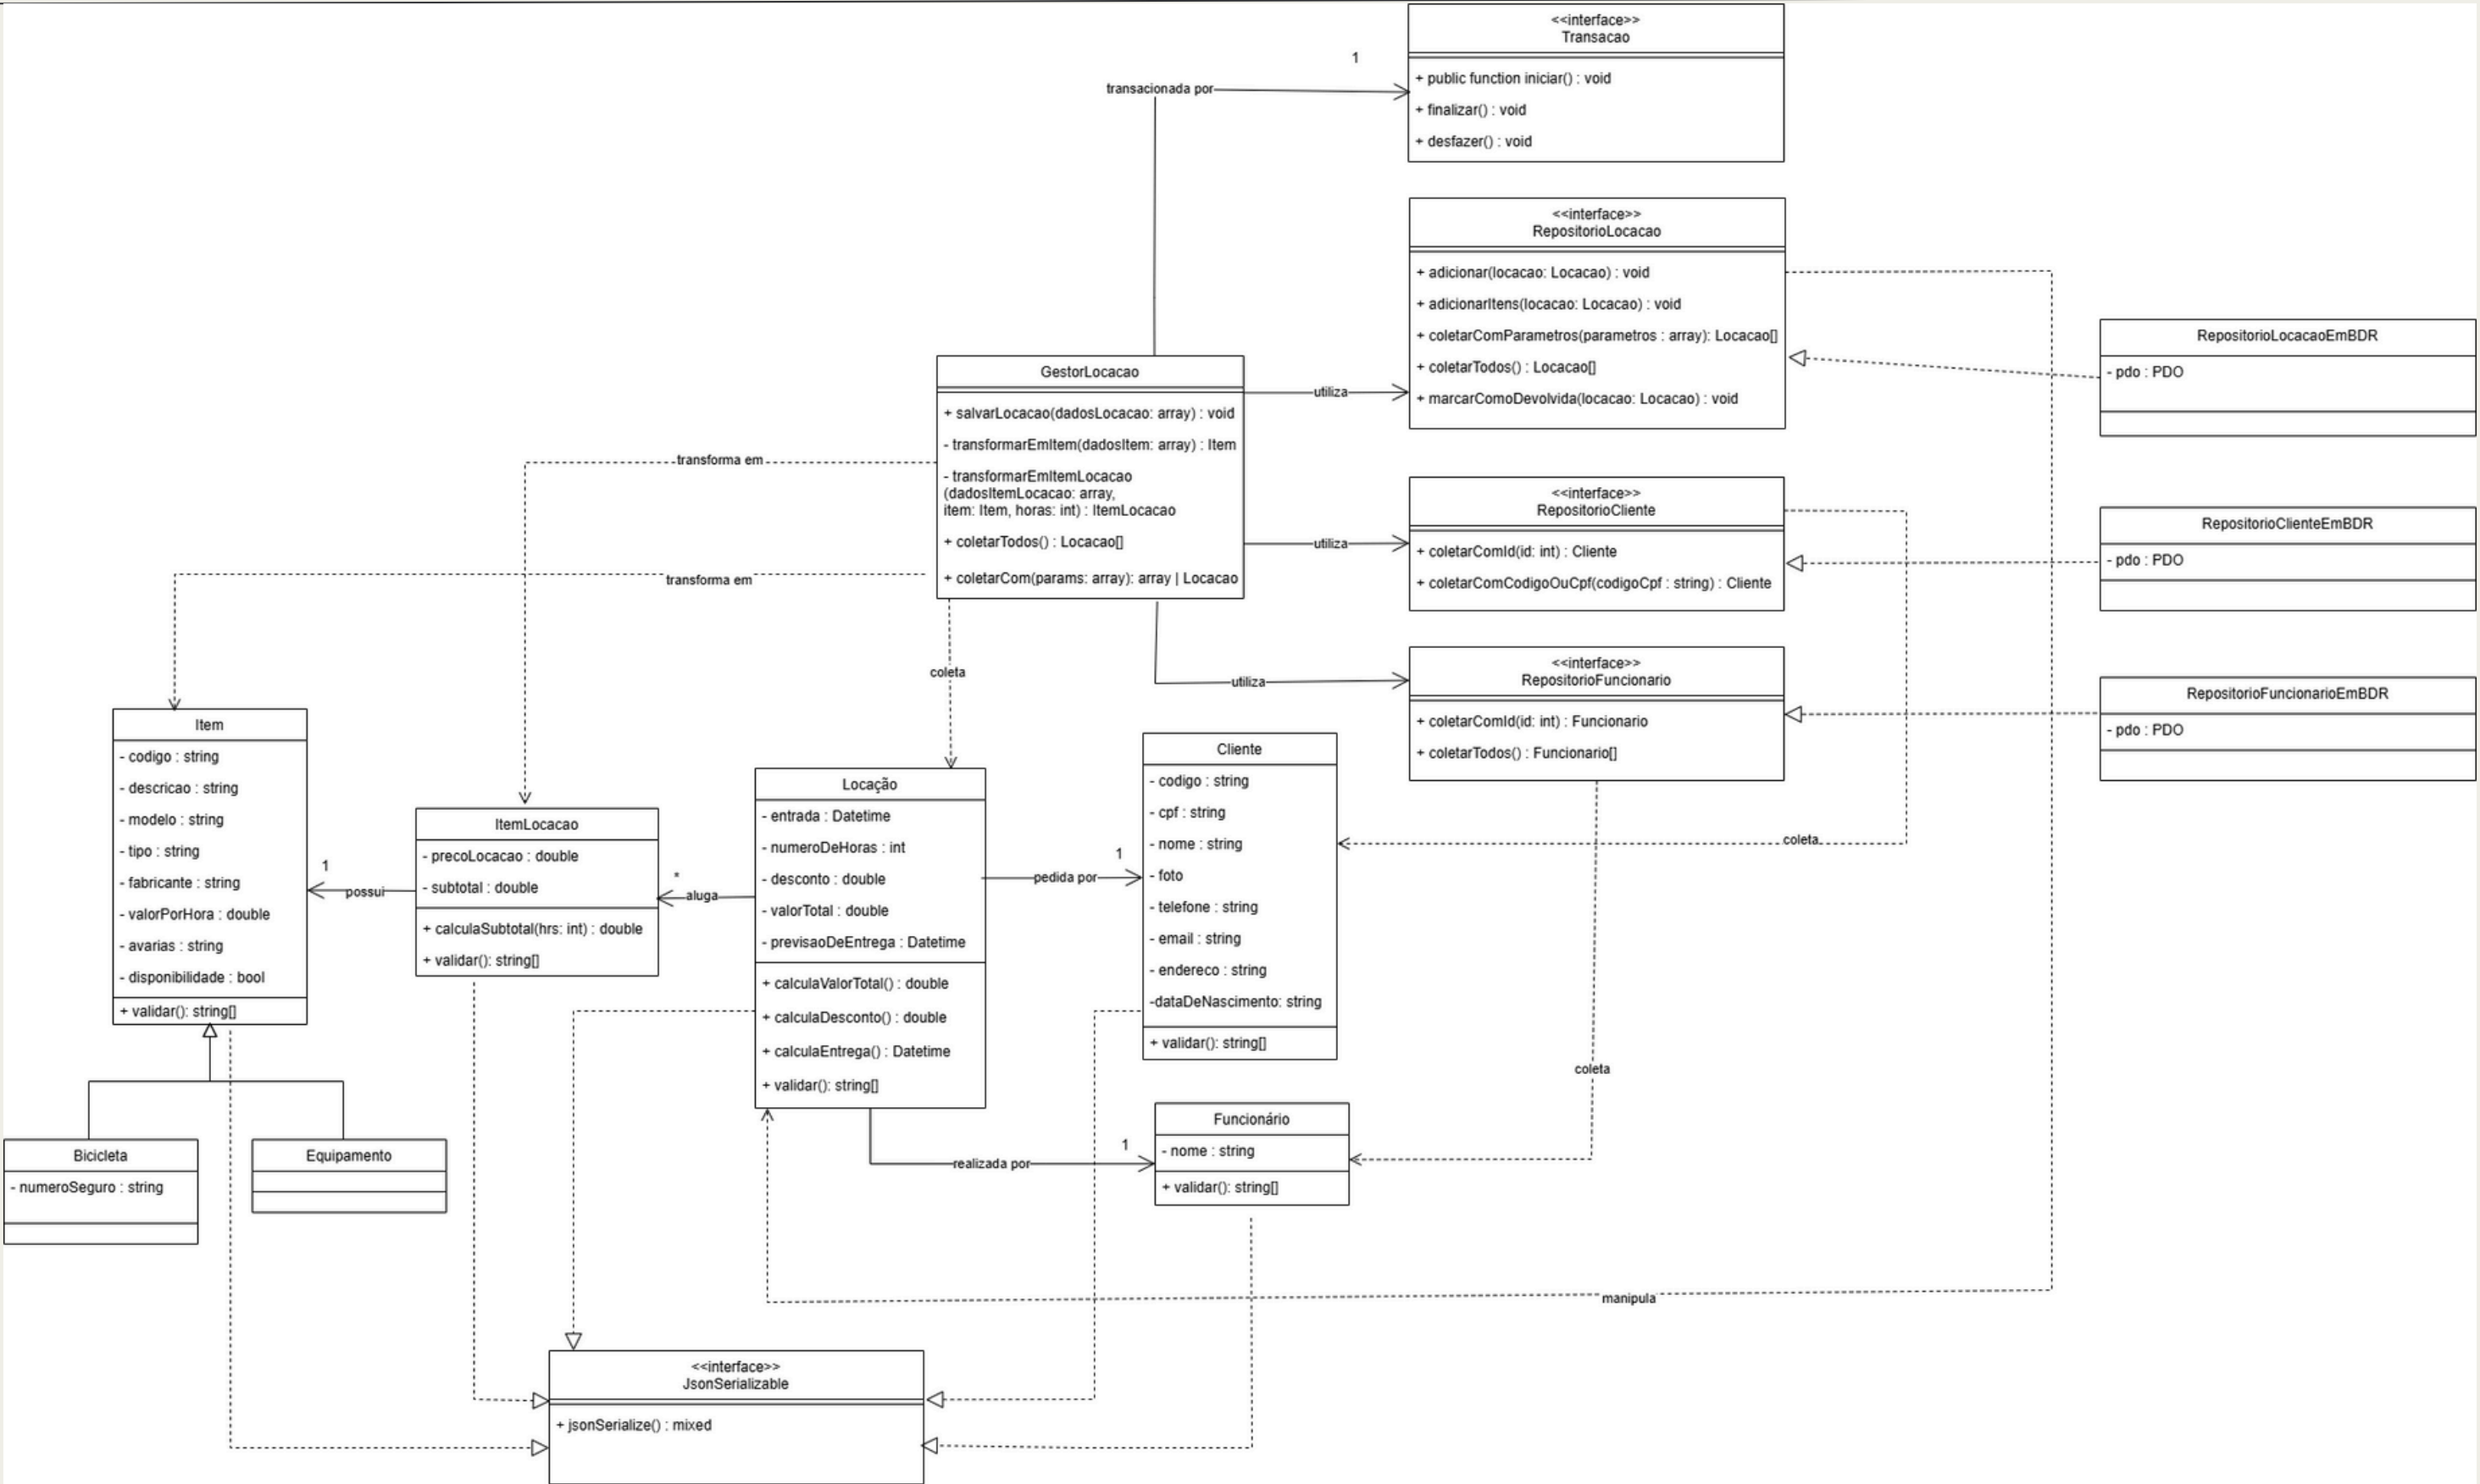 <<interface>>
Transacao
+ public function iniciar() : void
+ finalizar() : void
+ desfazer() : void
1
transacionada por
<<interface>>
RepositorioLocacao
+ adicionar(locacao: Locacao) : void
+ adicionarItens(locacao: Locacao) : void
+ coletarComParametros(parametros : array): Locacao[]
+ coletarTodos() : Locacao[]
+ marcarComoDevolvida(locacao: Locacao) : void
RepositorioLocacaoEmBDR
- pdo : PDO
GestorLocacao
+ salvarLocacao(dadosLocacao: array) : void
- transformarEmItem(dadosItem: array) : Item
- transformarEmItemLocacao
(dadosItemLocacao: array,
item: Item, horas: int) : ItemLocacao
+ coletarTodos() : Locacao[]
+ coletarCom(params: array): array | Locacao
utiliza
transforma em
<<interface>>
RepositorioCliente
+ coletarComId(id: int) : Cliente
+ coletarComCodigoOuCpf(codigoCpf : string) : Cliente
RepositorioClienteEmBDR
- pdo : PDO
utiliza
transforma em
coleta
utiliza
<<interface>>
RepositorioFuncionario
+ coletarComId(id: int) : Funcionario
+ coletarTodos() : Funcionario[]
RepositorioFuncionarioEmBDR
- pdo : PDO
Item
- codigo : string
- descricao : string
- modelo : string
- tipo : string
- fabricante : string
- valorPorHora : double
- avarias : string
- disponibilidade : bool
+ validar(): string[]
1
possui
ItemLocacao
- precoLocacao : double
- subtotal : double
+ calculaSubtotal(hrs: int) : double
+ validar(): string[]
*
aluga
Locação
- entrada : Datetime
- numeroDeHoras : int
- desconto : double
- valorTotal : double
- previsaoDeEntrega : Datetime
+ calculaValorTotal() : double
+ calculaDesconto() : double
+ calculaEntrega() : Datetime
+ validar(): string[]
1
pedida por
Cliente
- codigo : string
- cpf : string
- nome : string
- foto
- telefone : string
- email : string
- endereco : string
-dataDeNascimento: string
+ validar(): string[]
coleta
coleta
Bicicleta
- numeroSeguro : string
Equipamento
1
realizada por
Funcionário
- nome : string
+ validar(): string[]
manipula
<<interface>>
JsonSerializable
+ jsonSerialize() : mixed